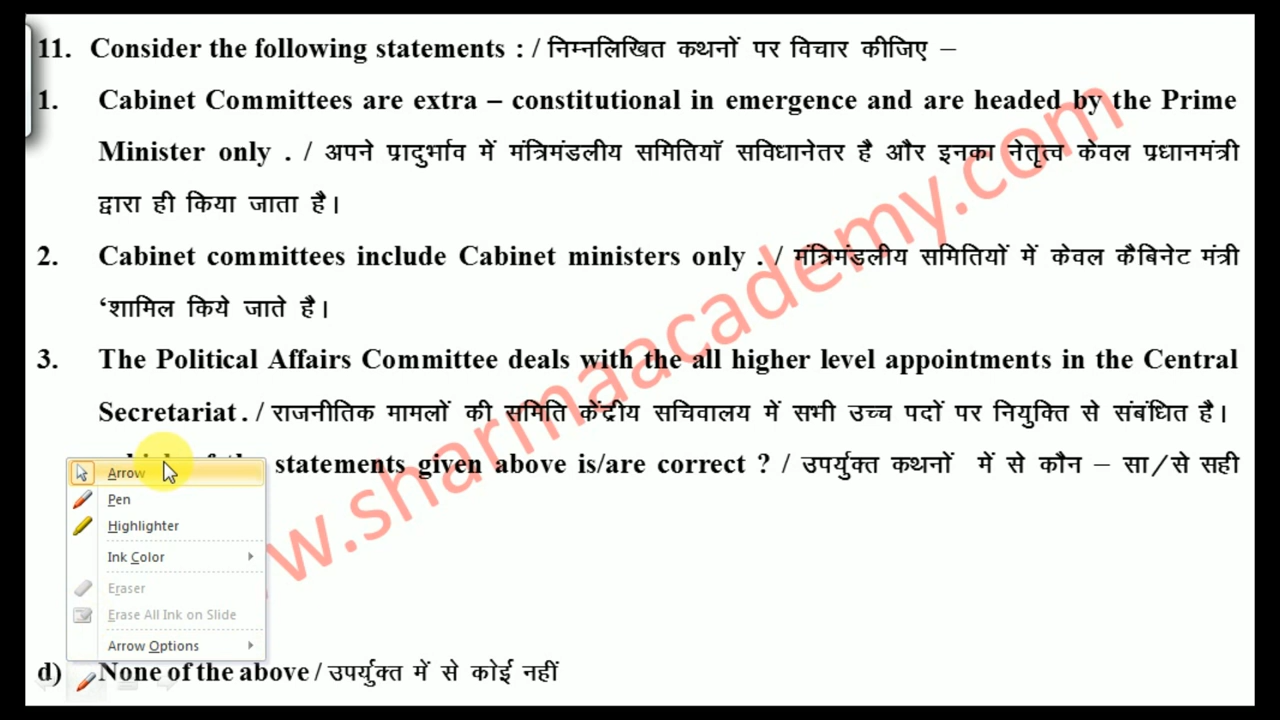 11. Consider the following statements : / निम्नलिखित कथनों पर विचार कीजिए –
1. Cabinet Committees are extra – constitutional in emergence and are headed by the Prime
Minister only . / अपने प्रादुर्भाव में मंत्रिमंडलीय समितियॉ सविधानेतर है और इनका नेतृत्व केवल प्रधानमंत्री
द्वारा ही किया जाता है।
2. Cabinet committees include Cabinet ministers only . / मंत्रिमंडलीय समितियों में केवल कैबिनेट मंत्री
‘शामिल किये जाते है।
3. The Political Affairs Committee deals with the all higher level appointments in the Central
Secretariat . / राजनीतिक मामलों की समिति केंद्रीय सचिवालय में सभी उच्च पदों पर नियुक्ति से संबंधित है।
statements given above is/are correct ? / उपर्युक्त कथनों में से कौन – सा/से सही
Arrow
Pen
Highlighter
Ink Color
Eraser
Erase All Ink on Slide
Arrow Options
d) None of the above / उपर्युक्त में से कोई नहीं
w.sharmaacademy.com